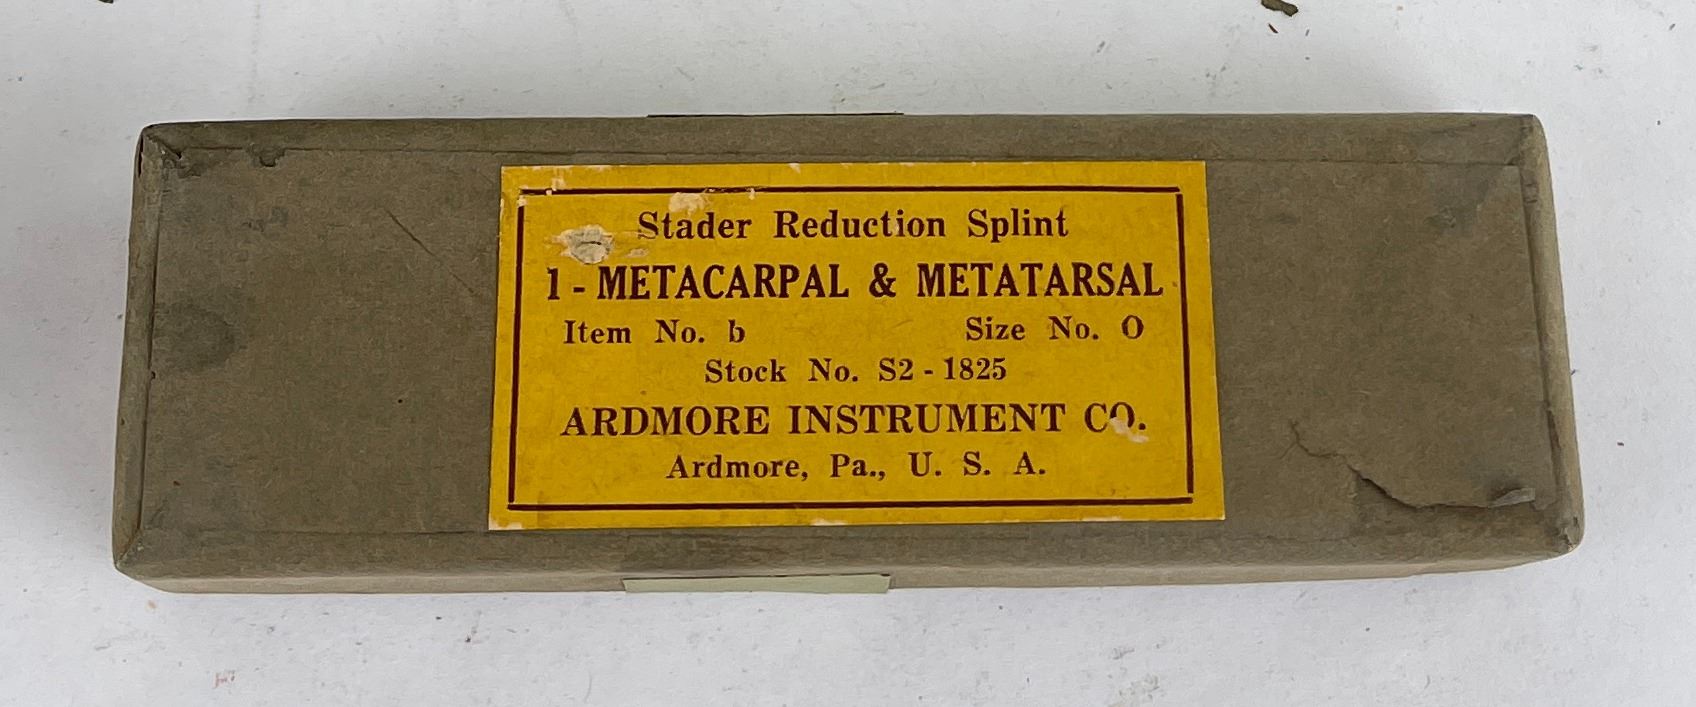 Stader Reduction Splint
1 - METACARPAL & METATARSAL
Item No. b Size No. O
Stock No. S2 - 1825
ARDMORE INSTRUMENT CO.
Ardmore, Pa., U. S. A.